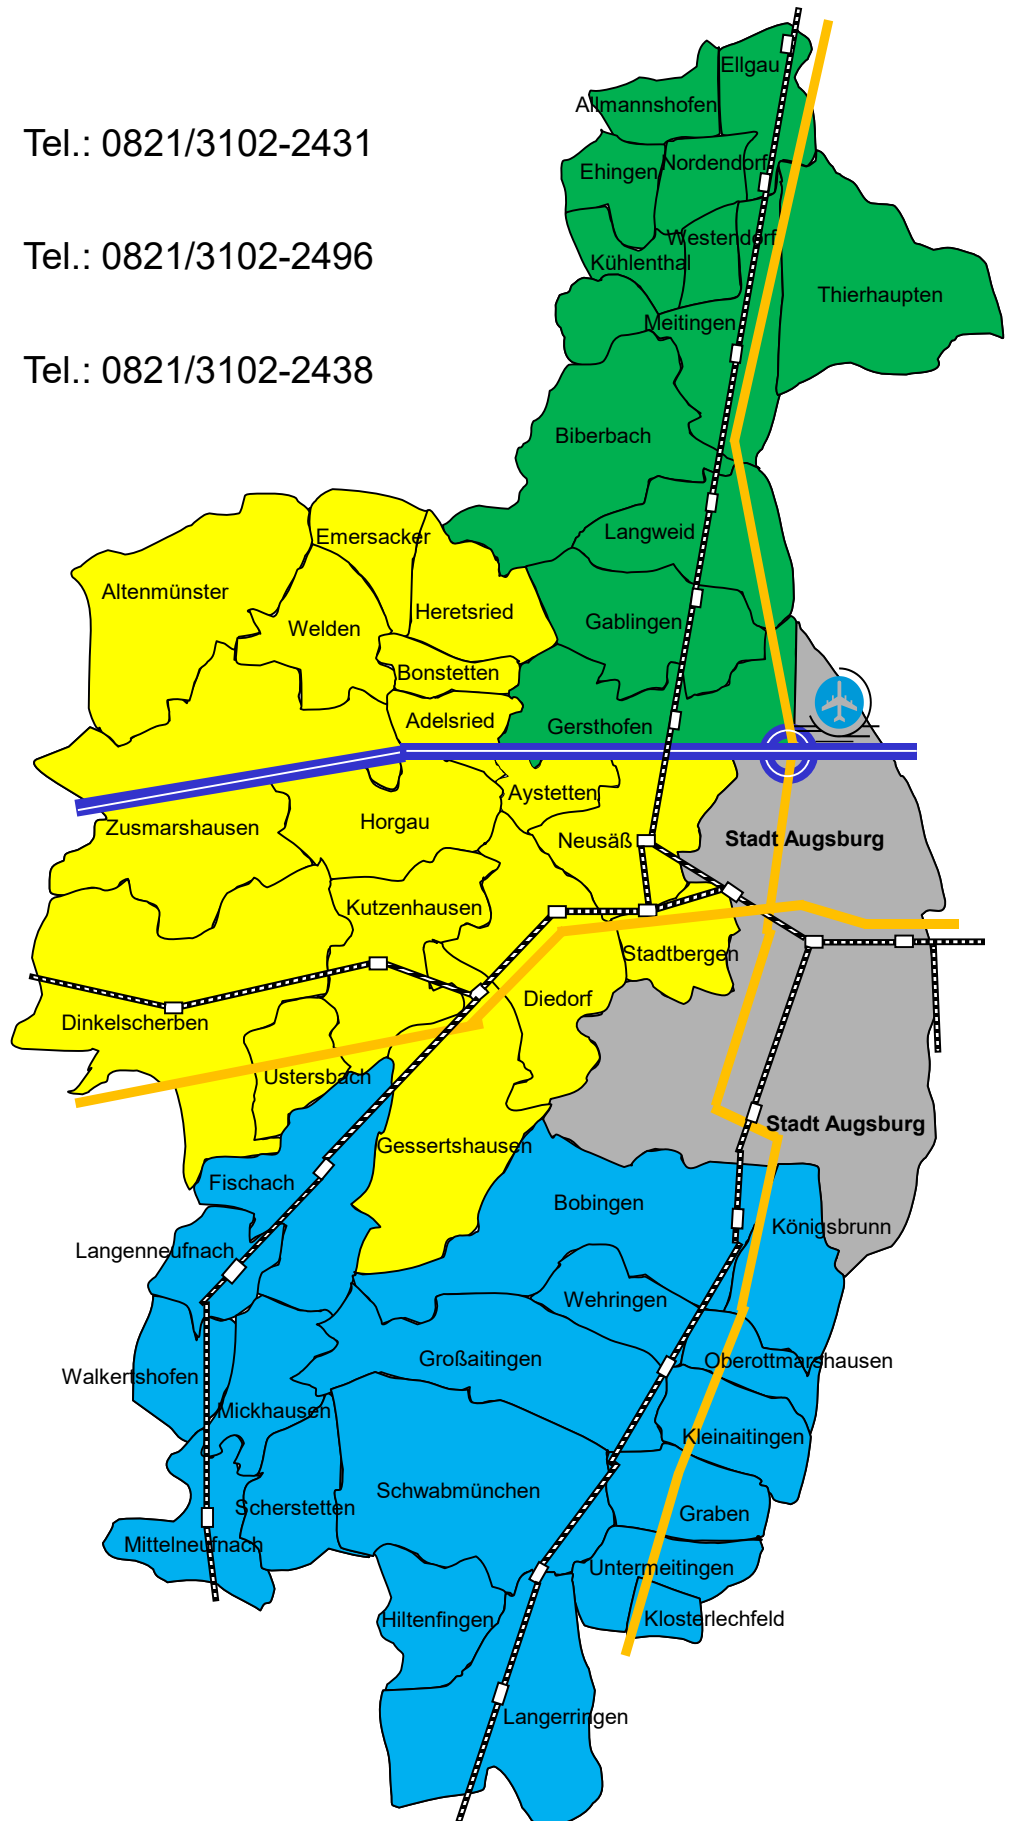 Ellgau
Allmannshofen
Tel.: 0821/3102-2431
Nordendorf
Ehingen
Westendorf
Tel.: 0821/3102-2496
Kühlenthal
Thierhaupten
Meitingen
Tel.: 0821/3102-2438
Biberbach
Langweid
Emersacker
Altenmünster
Heretsried
Gablingen
Welden
Bonstetten
Adelsried
Gersthofen
Aystetten
Horgau
Zusmarshausen
Neusäß
Stadt Augsburg
Kutzenhausen
Stadtbergen
Diedorf
Dinkelscherben
Ustersbach
Stadt Augsburg
Gessertshausen
Fischach
Bobingen
Königsbrunn
Langenneufnach
Wehringen
Großaitingen
Oberottmarshausen
Walkertshofen
Mickhausen
Kleinaitingen
Schwabmünchen
Scherstetten
Graben
Mittelneufnach
Untermeitingen
Hiltenfingen
Klosterlechfeld
Langerringen